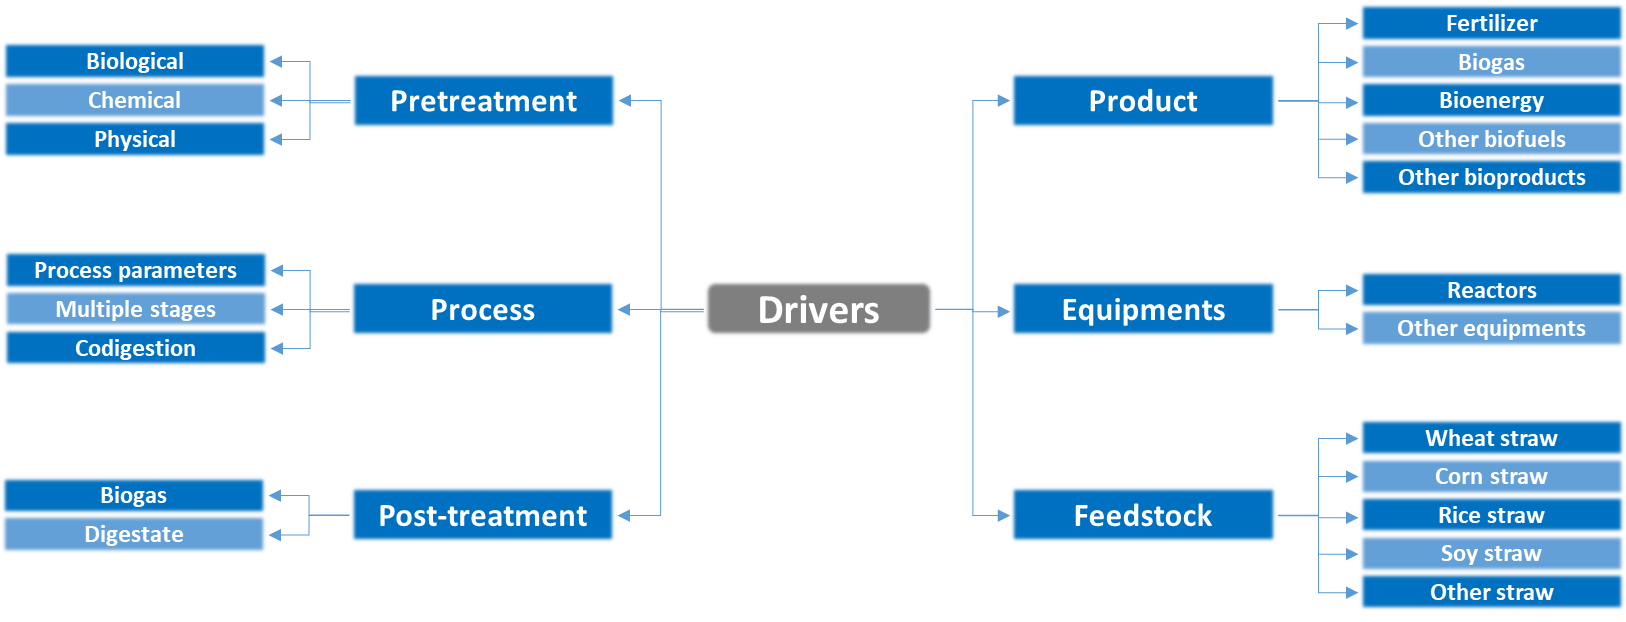 Drivers
Pretreatment
Biological
Chemical
Physical
Process
Process parameters
Multiple stages
Codigestion
Post-treatment
Biogas
Digestate
Product
Fertilizer
Biogas
Bioenergy
Other biofuels
Other bioproducts
Equipments
Reactors
Other equipments
Feedstock
Wheat straw
Corn straw
Rice straw
Soy straw
Other straw